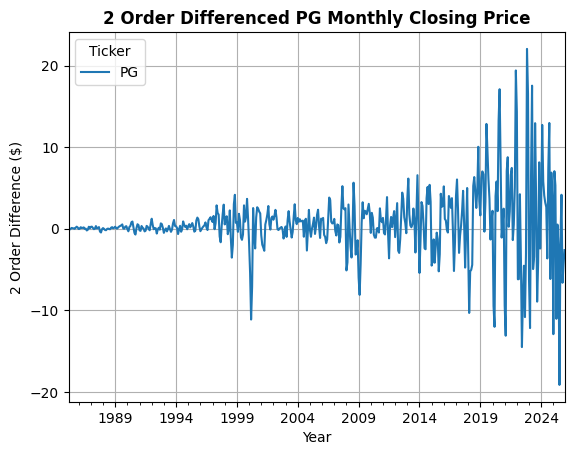 2 Order Differenced PG Monthly Closing Price
Ticker
PG
2 Order Difference ($)
20
10
0
−10
−20
1989
1994
1999
2004
2009
2014
2019
2024
Year